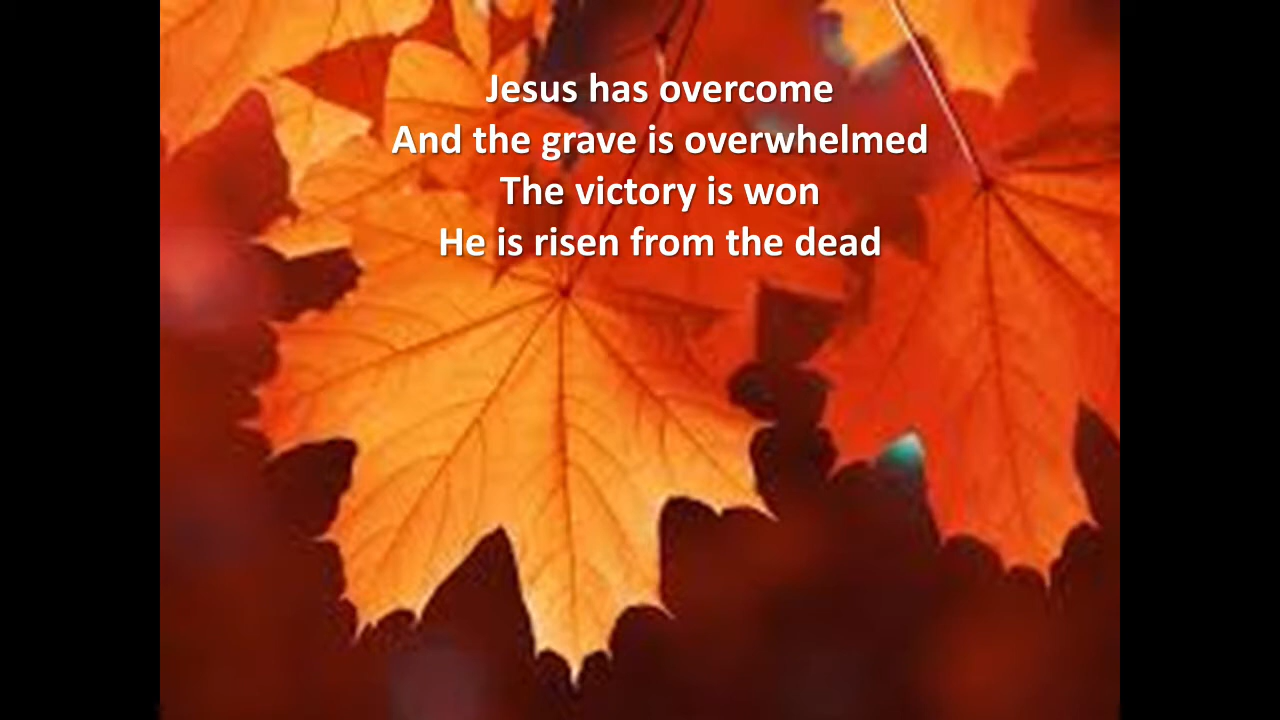 Jesus has overcome
And the grave is overwhelmed
The victory is won
He is risen from the dead